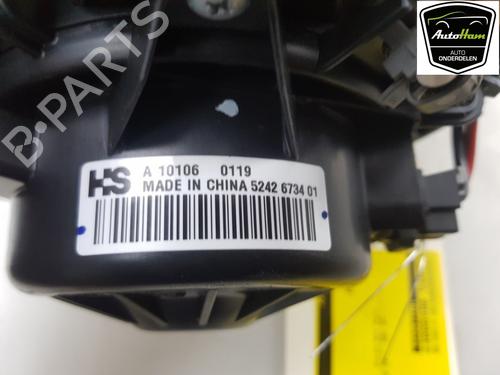 AutoHam
AUTO
ONDERDELEN
B-PARTS
HS
A 10106 0119
MADE IN CHINA 5242 6734 01